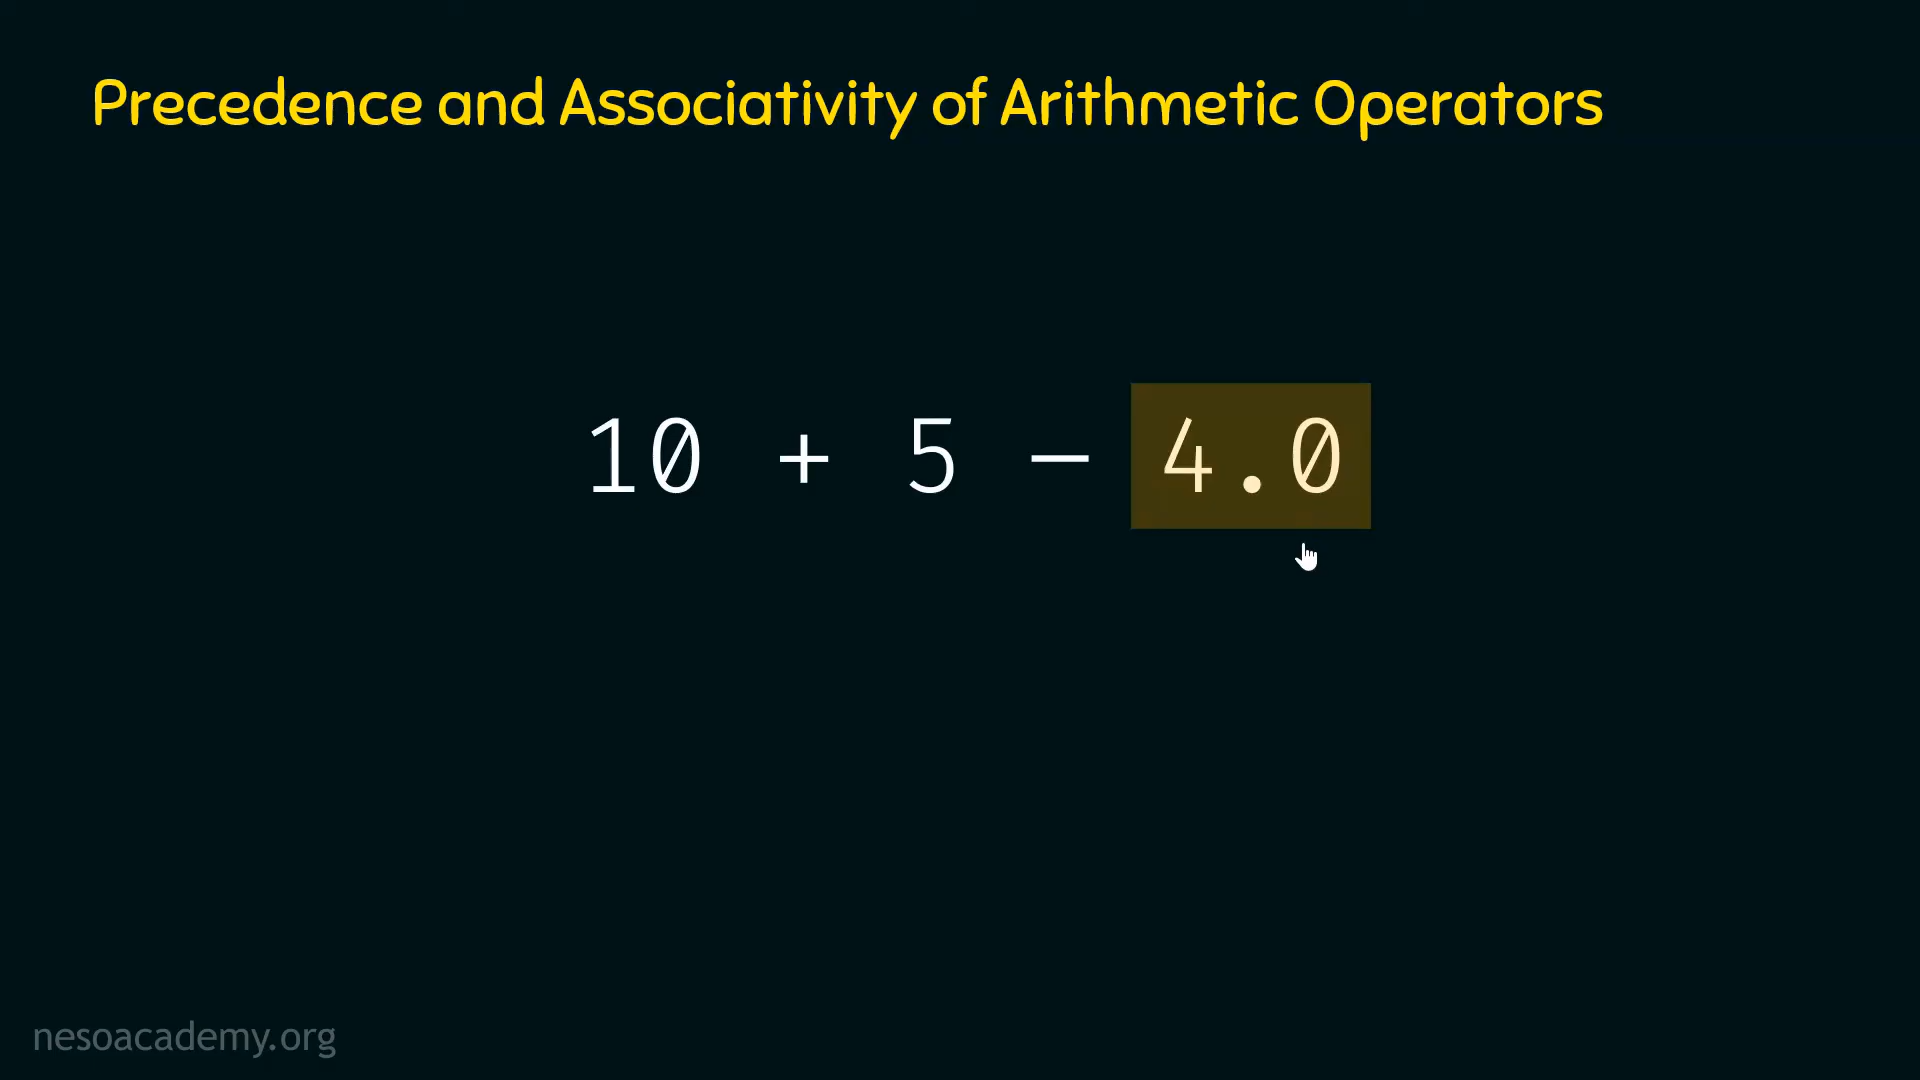 Precedence and Associativity of Arithmetic Operators
10 + 5 − 4.0
nesoacademy.org